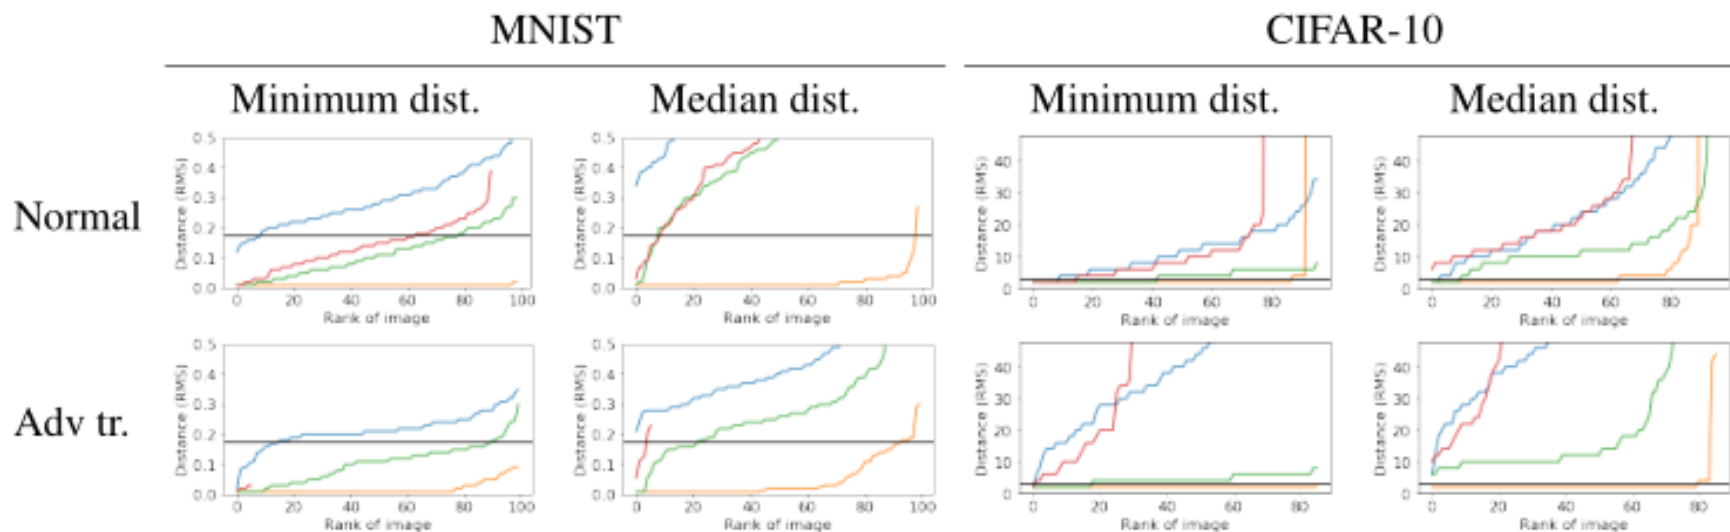 MNIST CIFAR-10
Minimum dist. Median dist. Minimum dist. Median dist.
Normal
0.5 0.4 0.3 0.2 0.1 0.0
Distance (RMS)
0 20 40 60 80 100
Rank of image
0.5 0.4 0.3 0.2 0.1 0.0
Distance (RMS)
0 20 40 60 80 100
Rank of image
40 30 20 10 0
Distance (RMS)
0 20 40 60 80
Rank of image
40 30 20 10 0
Distance (RMS)
0 20 40 60 80
Rank of image
Adv tr.
0.5 0.4 0.3 0.2 0.1 0.0
Distance (RMS)
0 20 40 60 80 100
Rank of image
0.5 0.4 0.3 0.2 0.1 0.0
Distance (RMS)
0 20 40 60 80 100
Rank of image
40 30 20 10 0
Distance (RMS)
0 20 40 60 80
Rank of image
40 30 20 10 0
Distance (RMS)
0 20 40 60 80
Rank of image